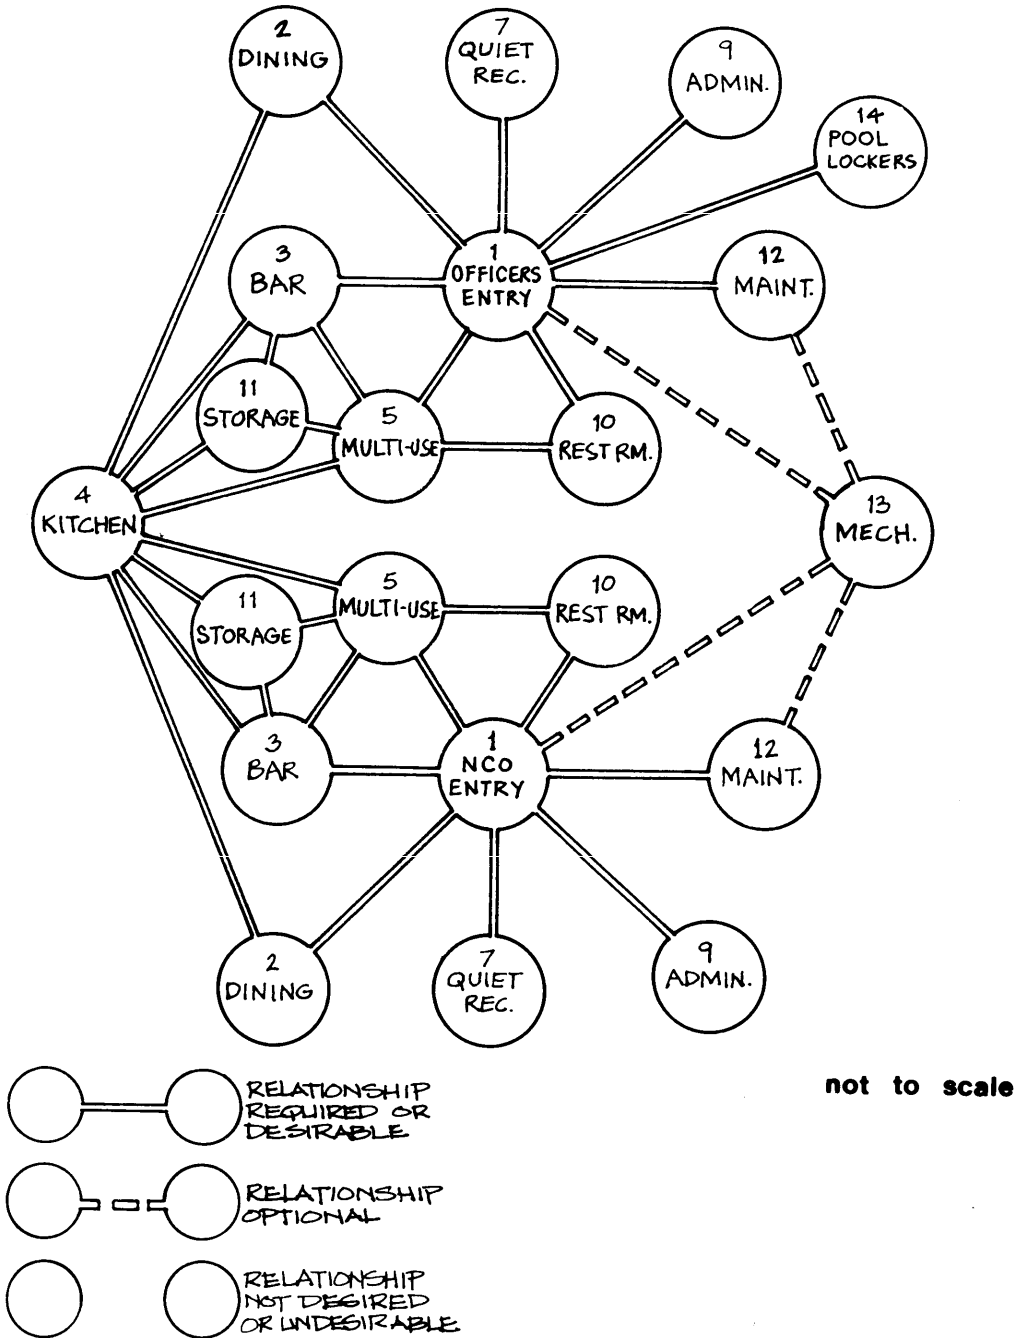 2
DINING
7
QUIET
REC.
9
ADMIN.
14
POOL
LOCKERS
3
BAR
1
OFFICERS
ENTRY
12
MAINT.
11
STORAGE
5
MULTI-USE
10
REST RM.
4
KITCHEN
13
MECH.
11
STORAGE
5
MULTI-USE
10
REST RM.
3
BAR
1
NCO
ENTRY
12
MAINT.
2
DINING
7
QUIET
REC.
9
ADMIN.
RELATIONSHIP
REQUIRED OR
DESIRABLE
not to scale
RELATIONSHIP
OPTIONAL
RELATIONSHIP
NOT DESIRED
OR UNDESIRABLE